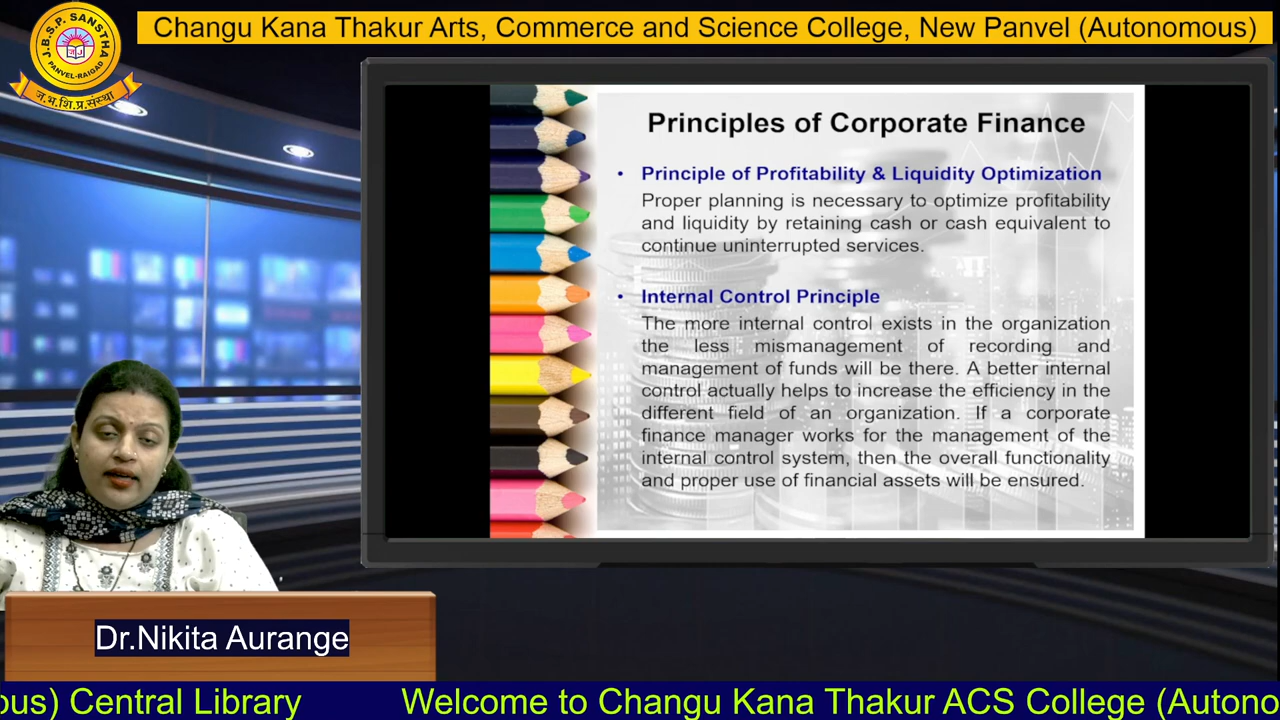 Changu Kana Thakur Arts, Commerce and Science College, New Panvel (Autonomous)
J.B.S.P. SANSTHA
PANVEL-RAIGAD
ज.भ.शि.प्र.संस्था
Principles of Corporate Finance
• Principle of Profitability & Liquidity Optimization
Proper planning is necessary to optimize profitability
and liquidity by retaining cash or cash equivalent to
continue uninterrupted services.
• Internal Control Principle
The more internal control exists in the organization
the less mismanagement of recording and
management of funds will be there. A better internal
control actually helps to increase the efficiency in the
different field of an organization. If a corporate
finance manager works for the management of the
internal control system, then the overall functionality
and proper use of financial assets will be ensured.
Dr.Nikita Aurange
ous) Central Library Welcome to Changu Kana Thakur ACS College (Autono